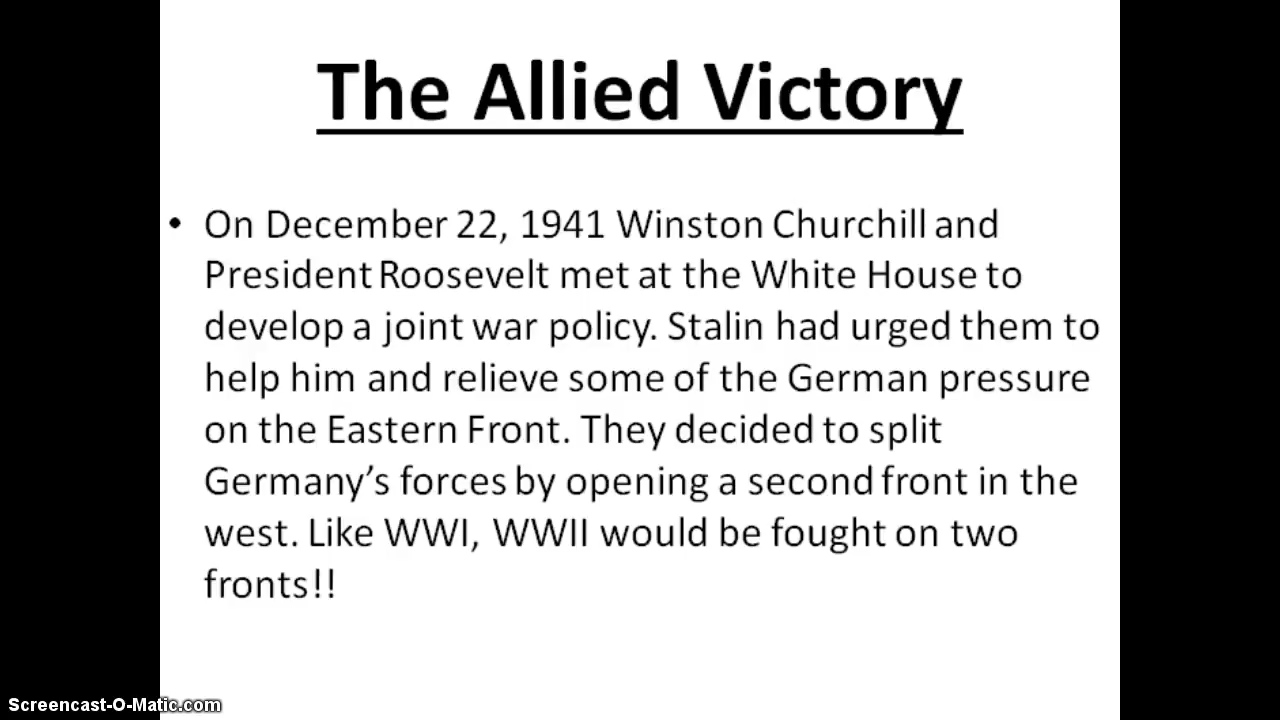 The Allied Victory
• On December 22, 1941 Winston Churchill and
President Roosevelt met at the White House to
develop a joint war policy. Stalin had urged them to
help him and relieve some of the German pressure
on the Eastern Front. They decided to split
Germany’s forces by opening a second front in the
west. Like WWI, WWII would be fought on two
fronts!!
Screencast-O-Matic.com